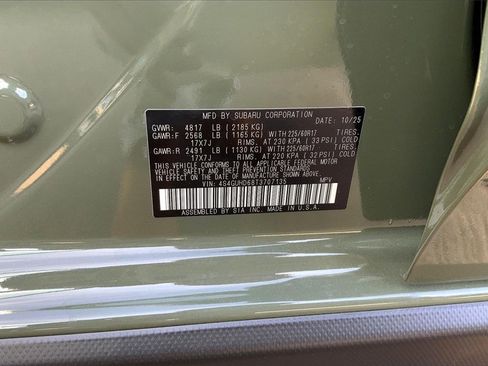 MFD BY SUBARU CORPORATION
DATE: 10/25
GVWR: 4817 LB (2185 KG)
GAWR:F 2568 LB (1165 KG) WITH 225/60R17 TIRES.
17X7J RIMS. AT 230 KPA (33 PSI) COLD
GAWR:R 2491 LB (1130 KG) WITH 225/60R17 TIRES.
17X7J RIMS. AT 220 KPA (32 PSI) COLD
THIS VEHICLE CONFORMS TO ALL APPLICABLE FEDERAL MOTOR
VEHICLE SAFETY AND THEFT PREVENTION STANDARDS IN EFFECT
ON THE DATE OF MANUFACTURE SHOWN ABOVE.
VIN: 4S4GUHD68T3707135 MPV
ASSEMBLED BY SIA INC. IN U.S.A.